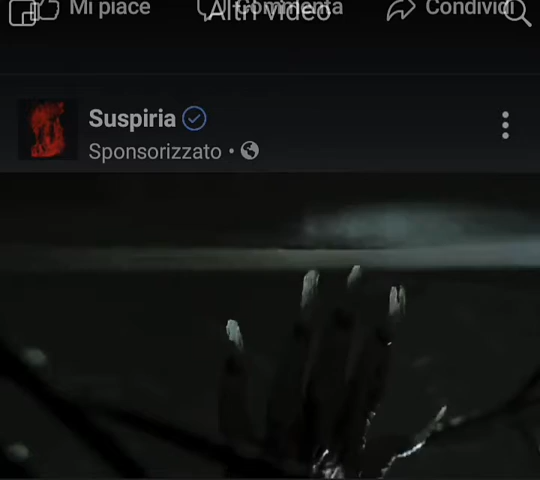 Mi piace Commenta Condividi
Altri video
Suspiria
Sponsorizzato •